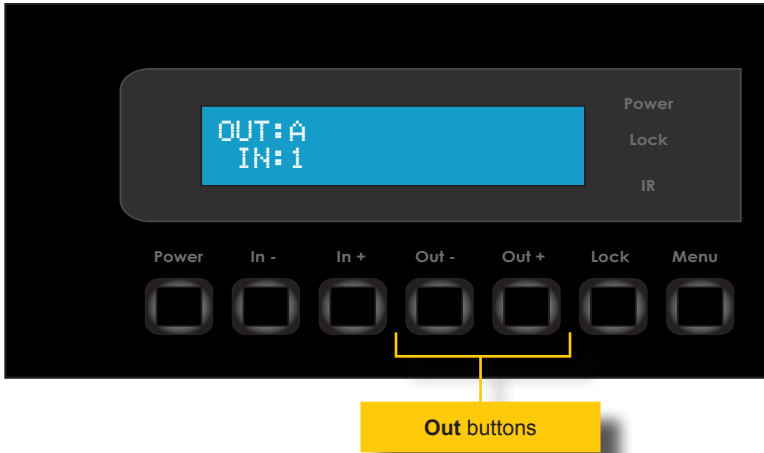 OUT:A
IN:1
Power
Lock
IR
Power In - In + Out - Out + Lock Menu
Out buttons